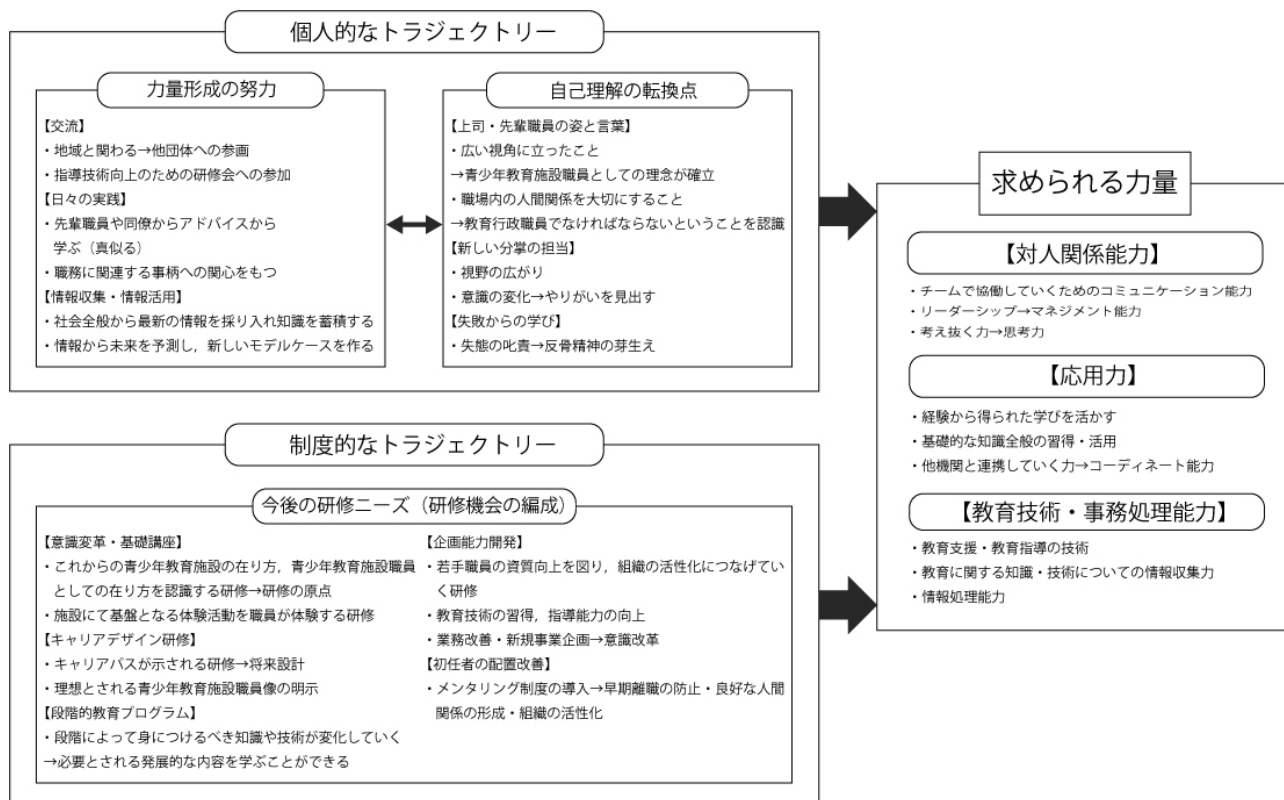 個人的なトラジェクトリー
力量形成の努力
【交流】
・地域と関わる→他団体への参画
・指導技術向上のための研修会への参加
【日々の実践】
・先輩職員や同僚からアドバイスから
学ぶ（真似る）
・職務に関連する事柄への関心をもつ
【情報収集・情報活用】
・社会全般から最新の情報を採り入れ知識を蓄積する
・情報から未来を予測し，新しいモデルケースを作る
自己理解の転換点
【上司・先輩職員の姿と言葉】
・広い視角に立ったこと
→青少年教育施設職員としての理念が確立
・職場内の人間関係を大切にすること
→教育行政職員でなければならないということを認識
【新しい分掌の担当】
・視野の広がり
・意識の変化→やりがいを見出す
【失敗からの学び】
・失態の叱責→反骨精神の芽生え
制度的なトラジェクトリー
今後の研修ニーズ（研修機会の編成）
【意識変革・基礎講座】
・これからの青少年教育施設の在り方，青少年教育施設職員
としての在り方を認識する研修→研修の原点
・施設にて基盤となる体験活動を職員が体験する研修
【キャリアデザイン研修】
・キャリアパスが示される研修→将来設計
・理想とされる青少年教育施設職員像の明示
【段階的教育プログラム】
・段階によって身につけるべき知識や技術が変化していく
→必要とされる発展的な内容を学ぶことができる
【企画能力開発】
・若手職員の資質向上を図り，組織の活性化につなげてい
く研修
・教育技術の習得，指導能力の向上
・業務改善・新規事業企画→意識改革
【初任者の配置改善】
・メンタリング制度の導入→早期離職の防止・良好な人間
関係の形成・組織の活性化
求められる力量
【対人関係能力】
・チームで協働していくためのコミュニケーション能力
・リーダーシップ→マネジメント能力
・考え抜く力→思考力
【応用力】
・経験から得られた学びを活かす
・基礎的な知識全般の習得・活用
・他機関と連携していく力→コーディネート能力
【教育技術・事務処理能力】
・教育支援・教育指導の技術
・教育に関する知識・技術についての情報収集力
・情報処理能力